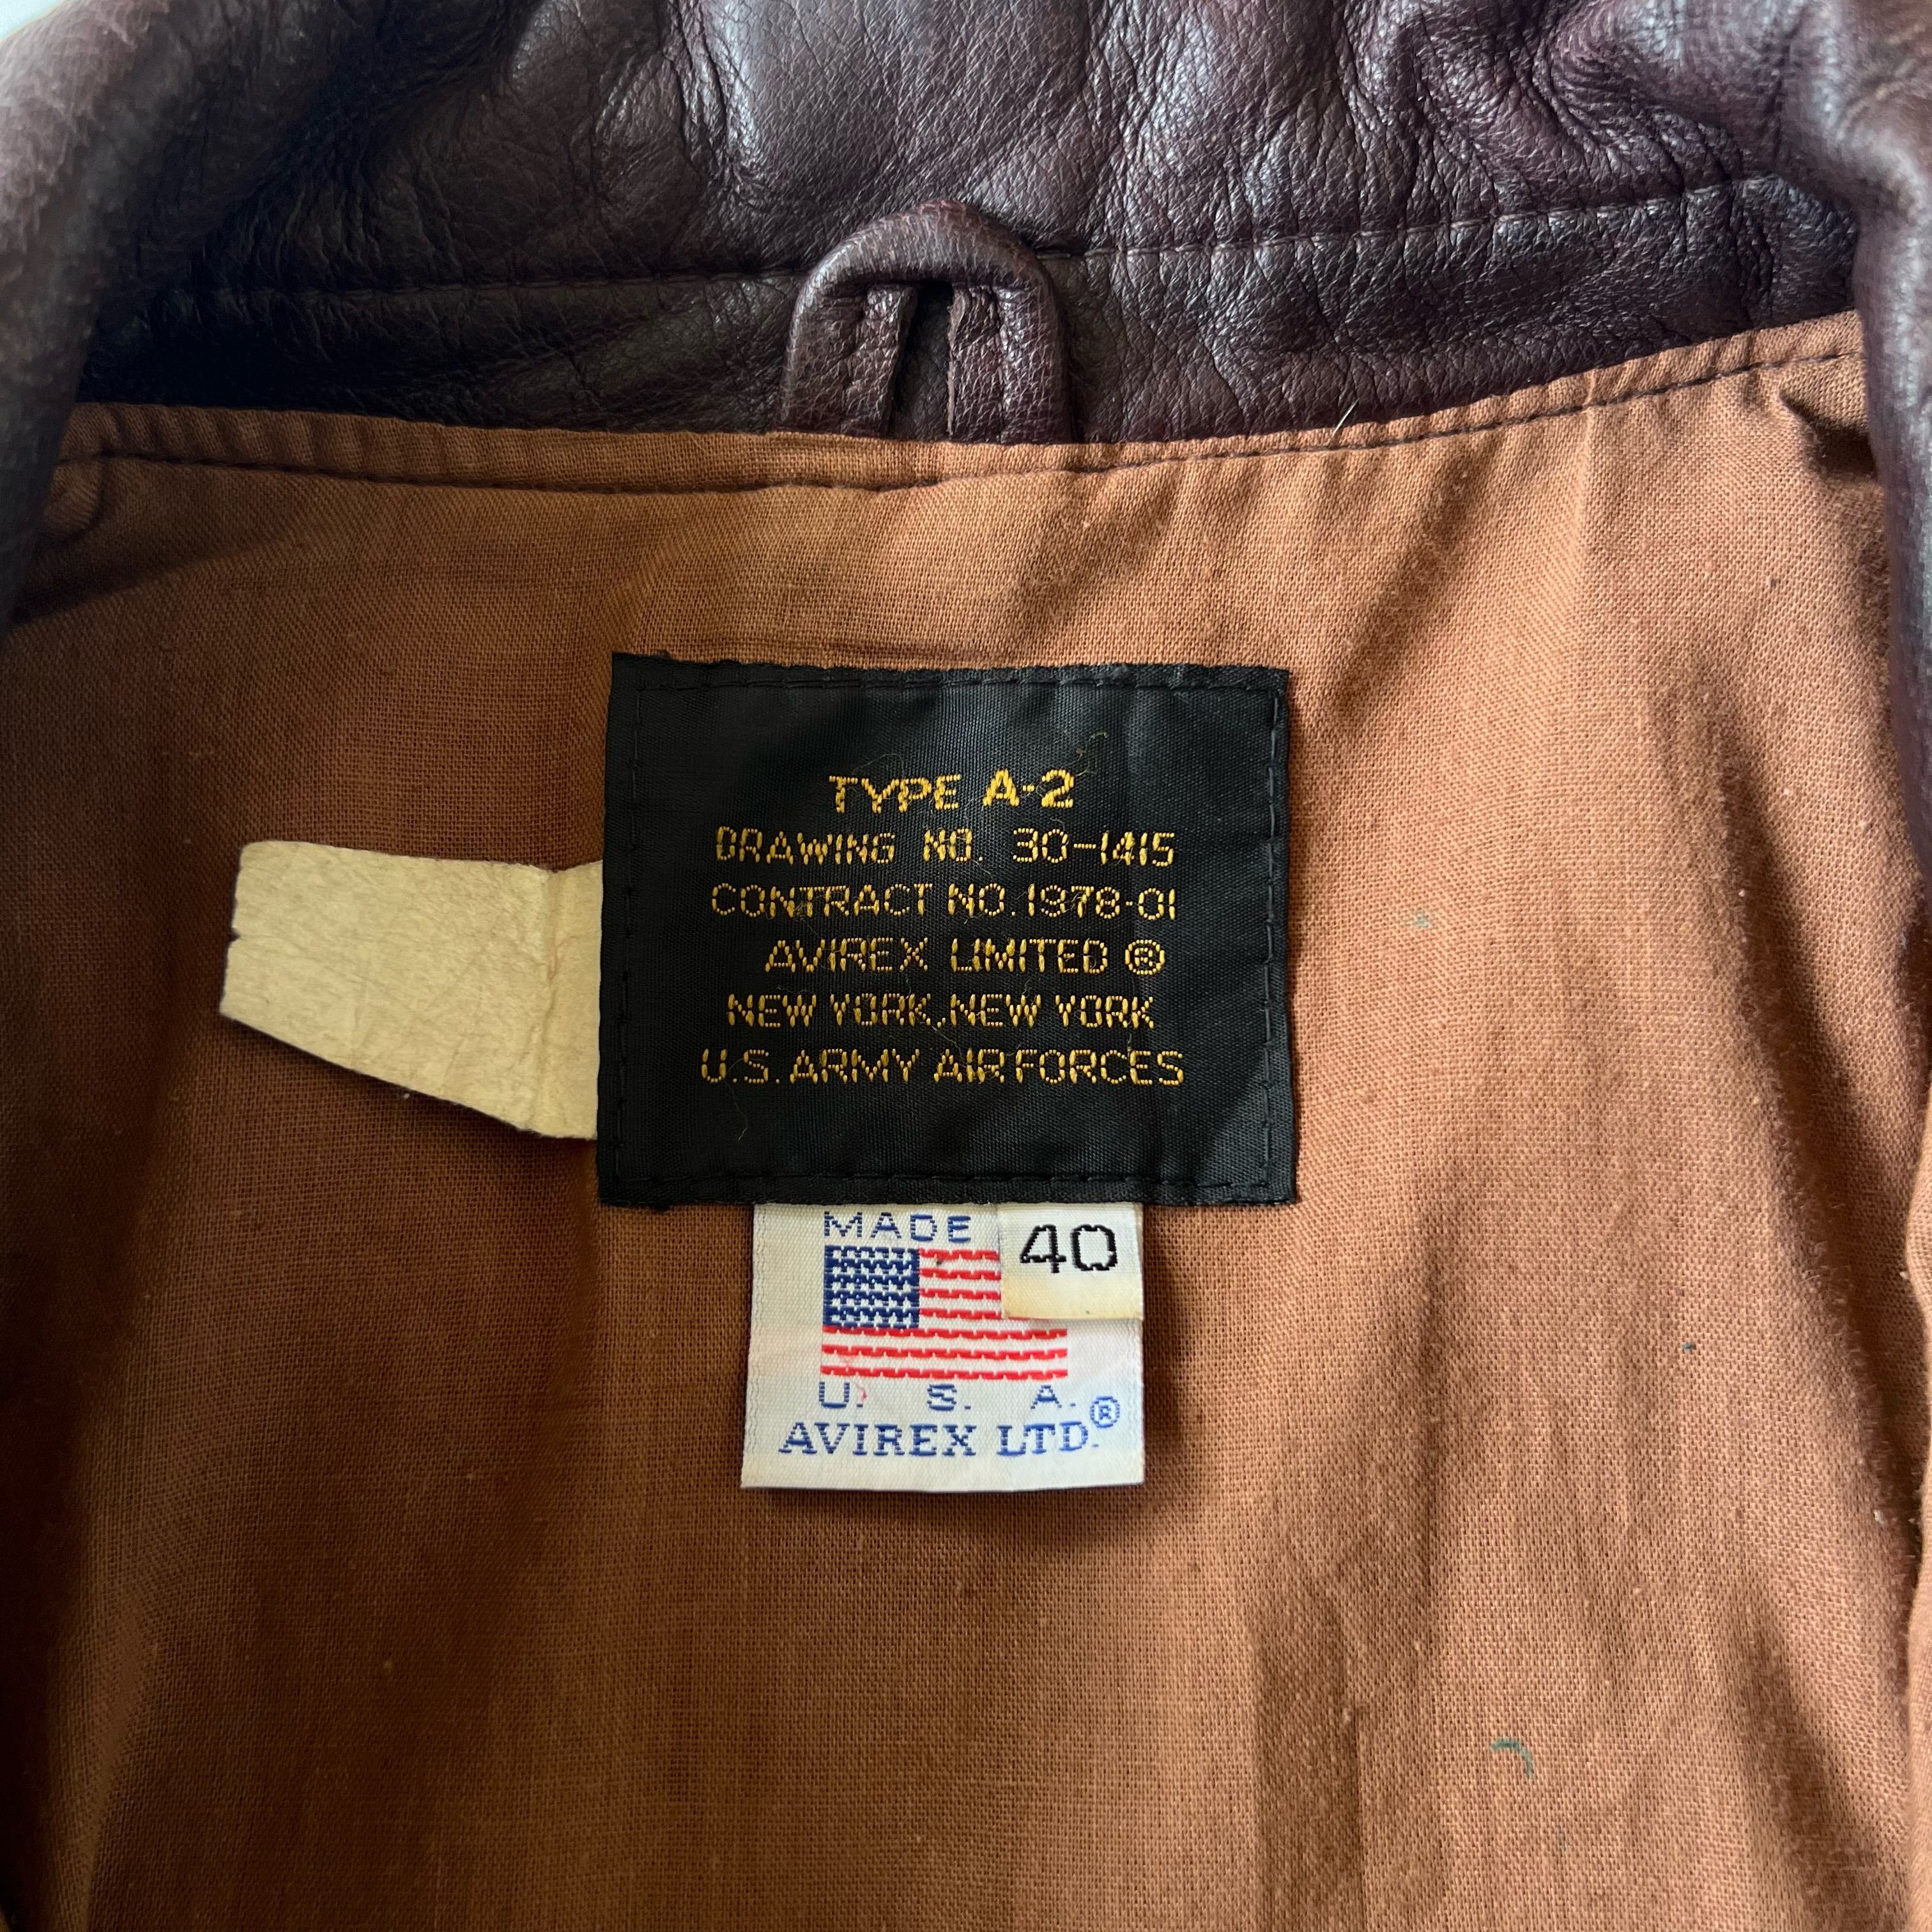 TYPE A-2
DRAWING NO. 30-1415
CONTRACT NO. 1978-01
AVIREX LIMITED ®
NEW YORK, NEW YORK
U.S. ARMY AIR FORCES
MADE
40
U. S. A.
AVIREX LTD.®